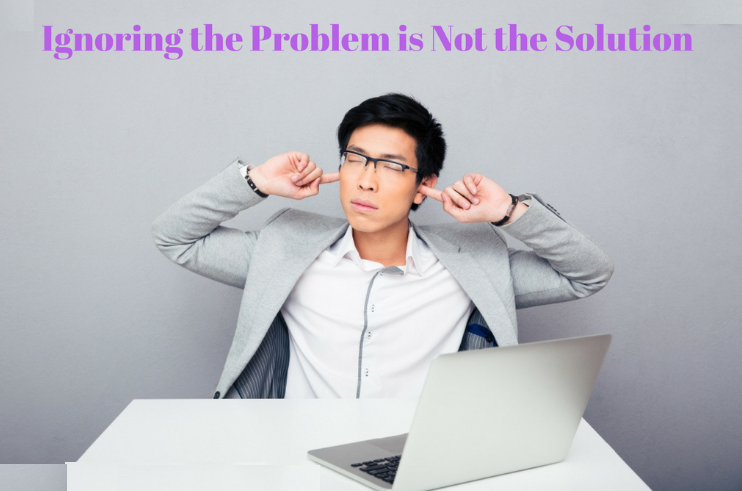 Ignoring the Problem is Not the Solution